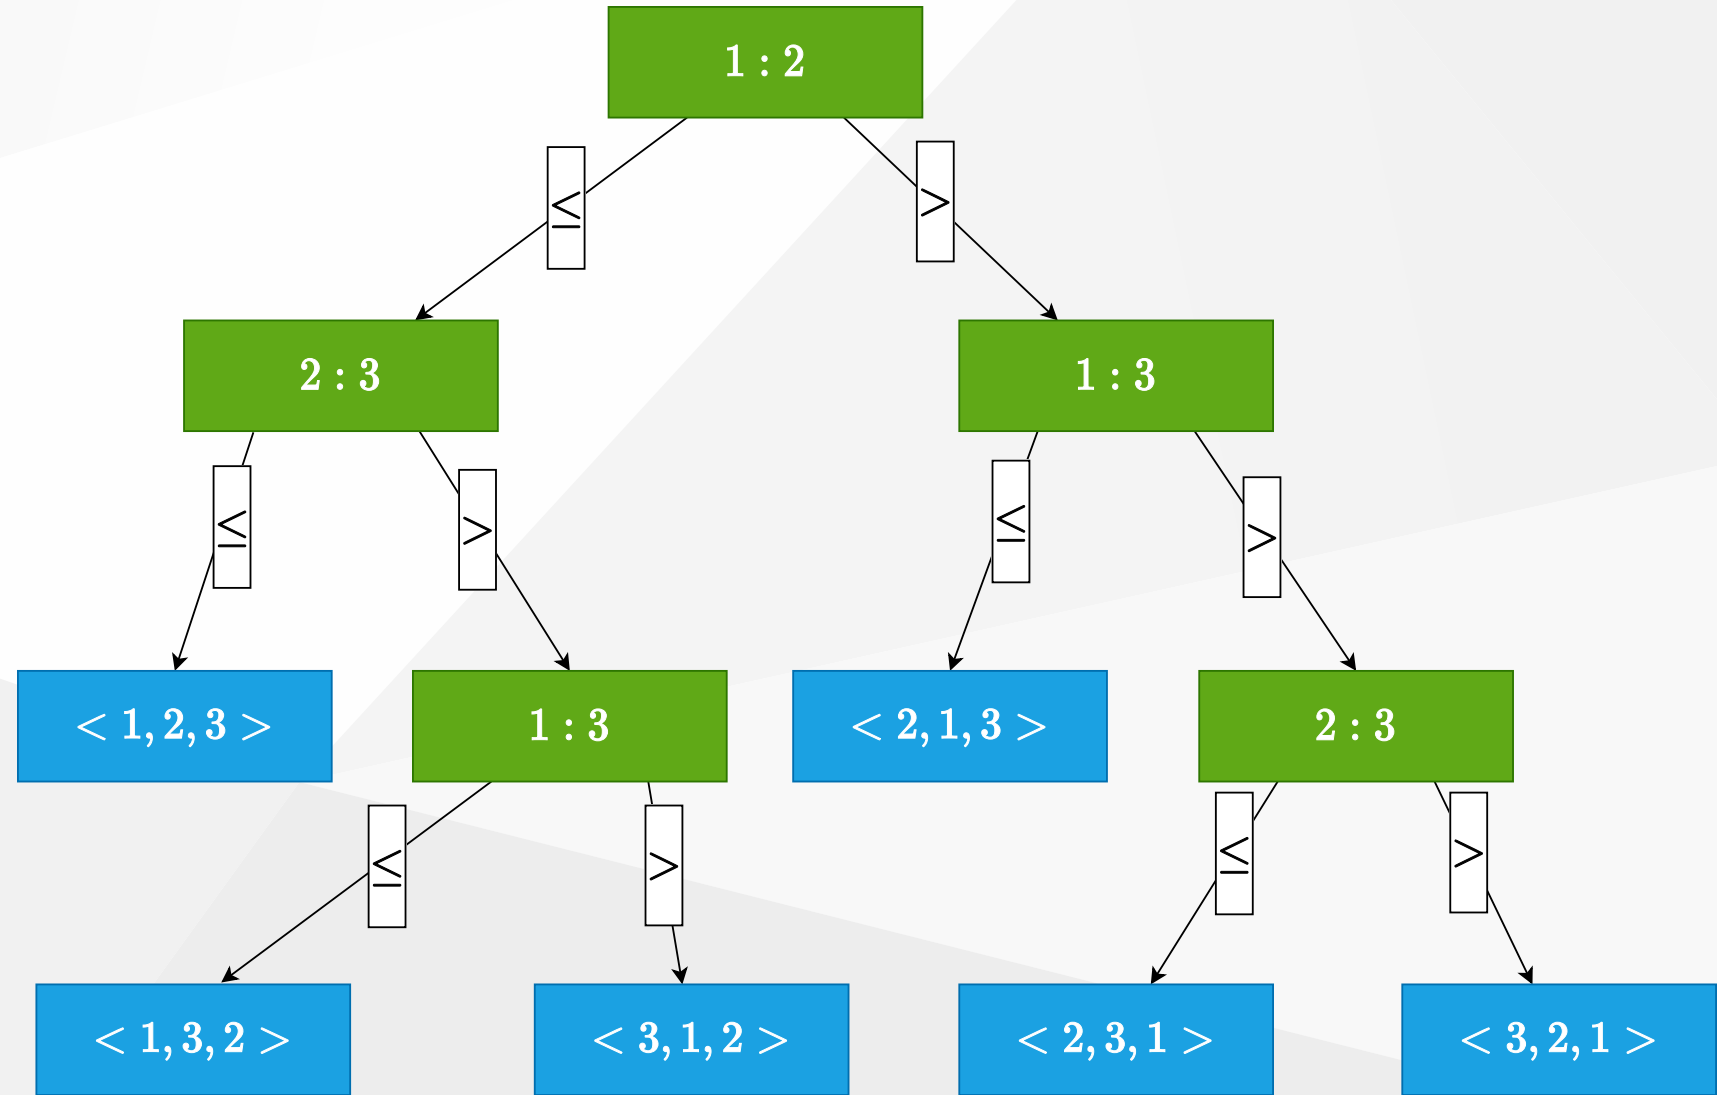 1 : 2
≤
>
2 : 3
1 : 3
≤
>
≤
>
< 1, 2, 3 >
1 : 3
< 2, 1, 3 >
2 : 3
≤
>
≤
>
< 1, 3, 2 >
< 3, 1, 2 >
< 2, 3, 1 >
< 3, 2, 1 >